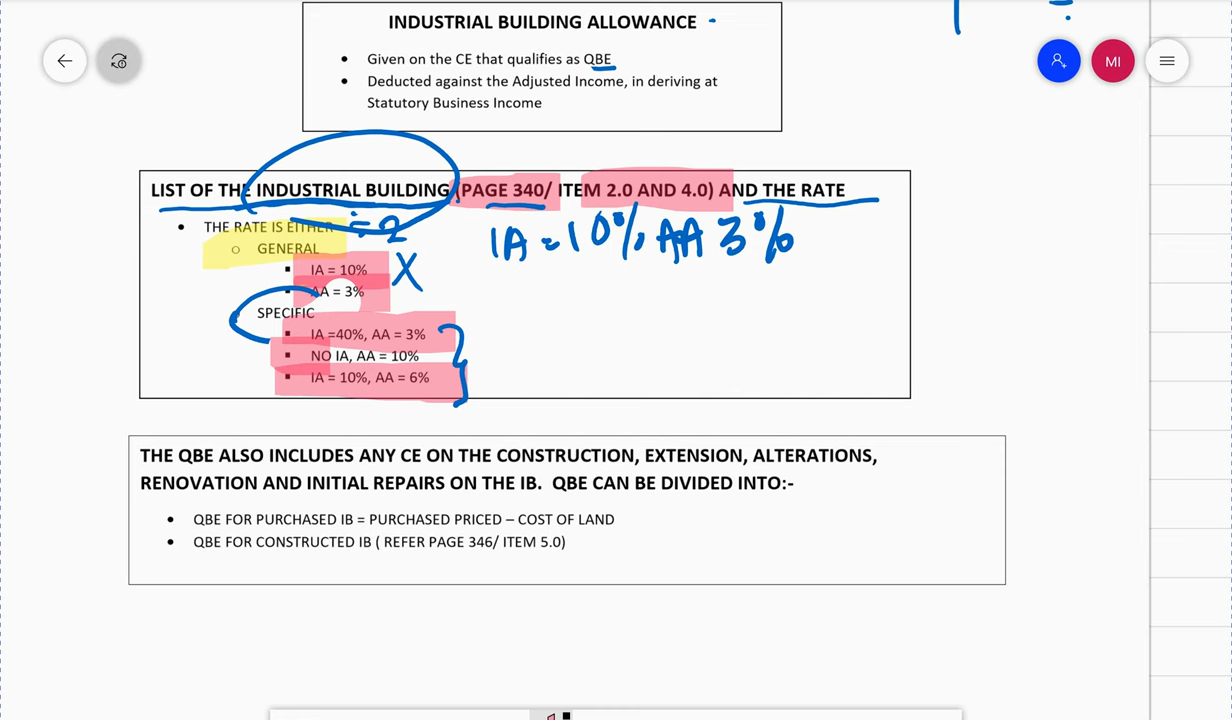 INDUSTRIAL BUILDING ALLOWANCE
• Given on the CE that qualifies as QBE
MI
• Deducted against the Adjusted Income, in deriving at
Statutory Business Income
LIST OF THE INDUSTRIAL BUILDING (PAGE 340/ ITEM 2.0 AND 4.0) AND THE RATE
• THE RATE IS EITHER ÷ 2
IA = 10%, AA 3%
○ GENERAL
▪ IA = 10% X
▪ AA = 3%
SPECIFIC
▪ IA =40%, AA = 3%
▪ NO IA, AA = 10%
▪ IA = 10%, AA = 6%
THE QBE ALSO INCLUDES ANY CE ON THE CONSTRUCTION, EXTENSION, ALTERATIONS,
RENOVATION AND INITIAL REPAIRS ON THE IB. QBE CAN BE DIVIDED INTO:-
• QBE FOR PURCHASED IB = PURCHASED PRICED – COST OF LAND
• QBE FOR CONSTRUCTED IB ( REFER PAGE 346/ ITEM 5.0)